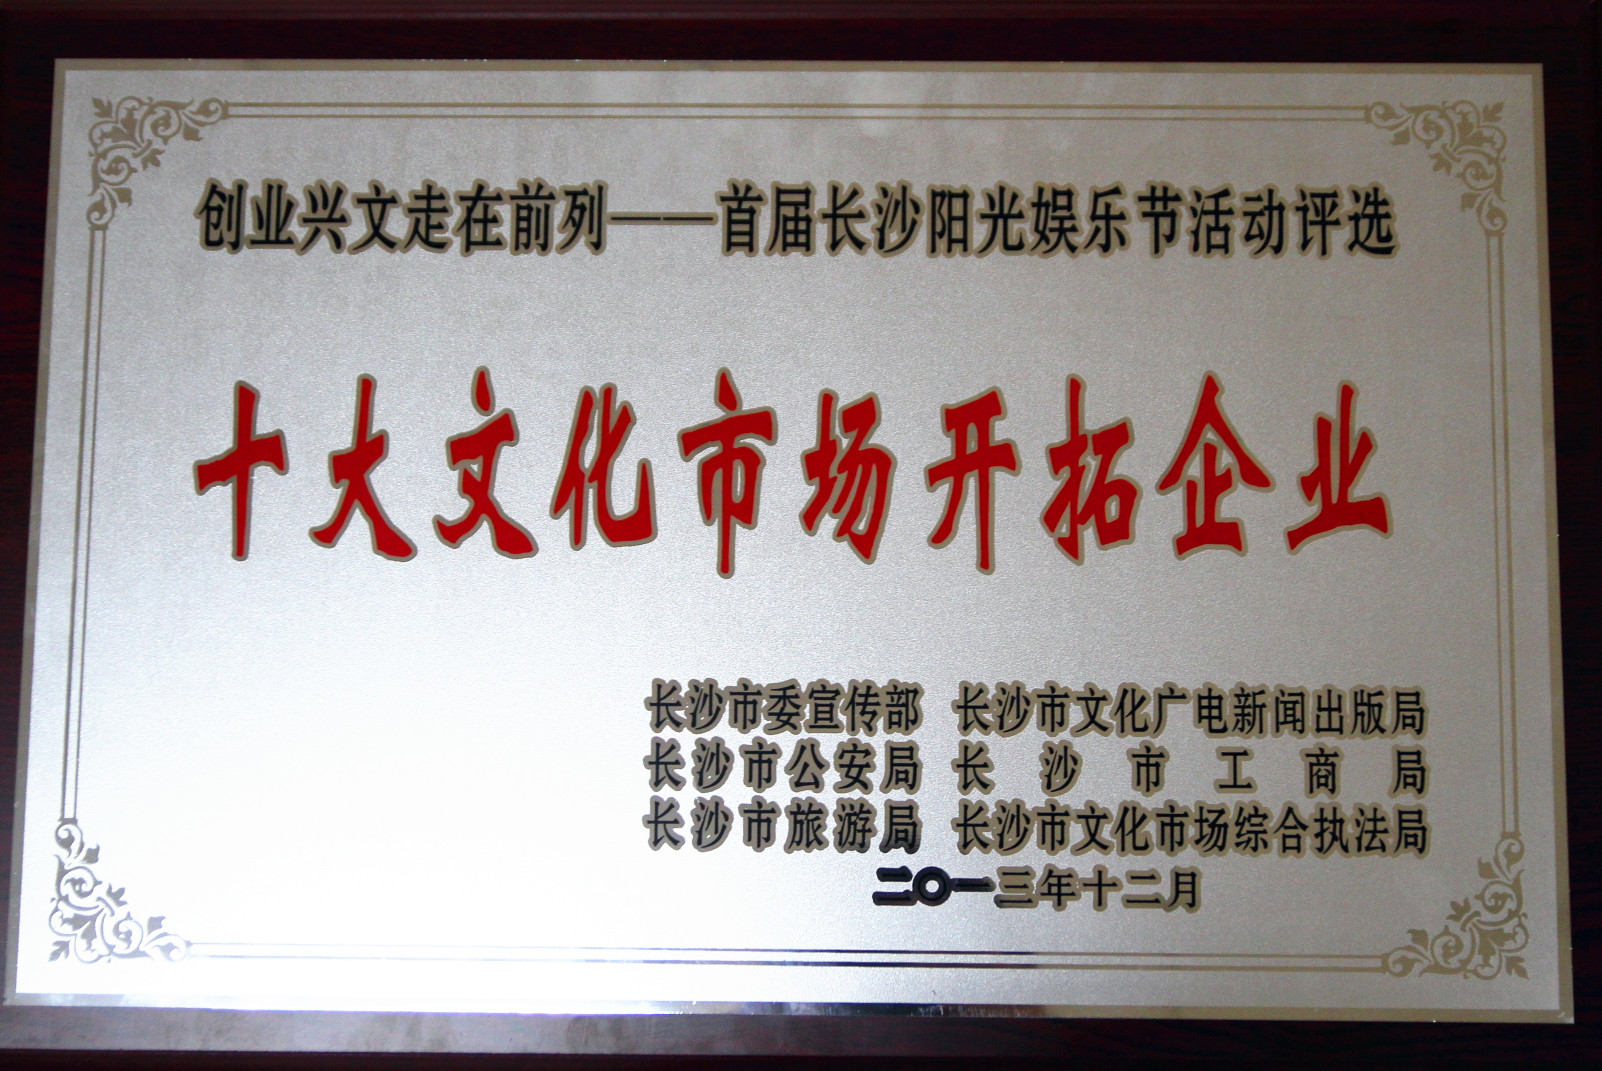 创业兴文走在前列——首届长沙阳光娱乐节活动评选
十大文化市场开拓企业
长沙市委宣传部 长沙市文化广电新闻出版局
长沙市公安局 长沙市工商局
长沙市旅游局 长沙市文化市场综合执法局
二〇一三年十二月